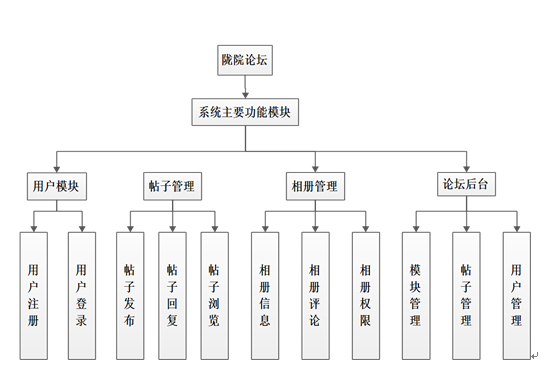 陇院论坛
系统主要功能模块
用户模块
帖子管理
相册管理
论坛后台
用户注册
用户登录
帖子发布
帖子回复
帖子浏览
相册信息
相册评论
相册权限
模块管理
帖子管理
用户管理